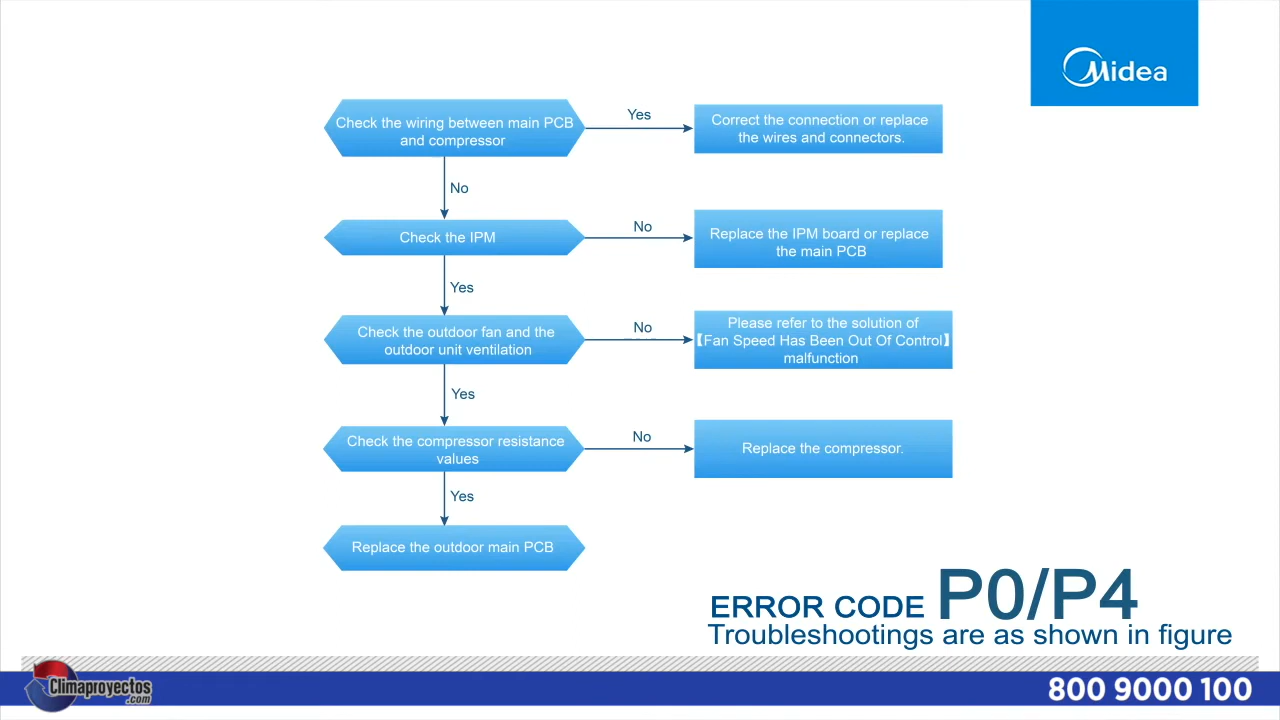 Midea
Check the wiring between main PCB
and compressor
Yes
Correct the connection or replace
the wires and connectors.
No
Check the IPM
No
Replace the IPM board or replace
the main PCB
Yes
Check the outdoor fan and the
outdoor unit ventilation
No
Please refer to the solution of
【Fan Speed Has Been Out Of Control】
malfunction
Yes
Check the compressor resistance
values
No
Replace the compressor.
Yes
Replace the outdoor main PCB
ERROR CODE P0/P4
Troubleshootings are as shown in figure
Climaproyectos
.com
800 9000 100